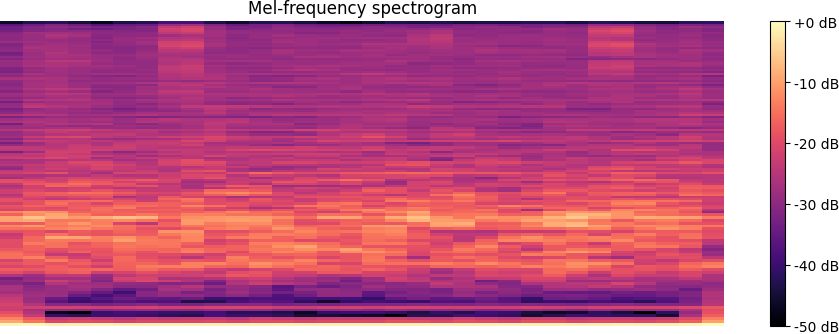 Mel-frequency spectrogram
+0 dB
-10 dB
-20 dB
-30 dB
-40 dB
-50 dB